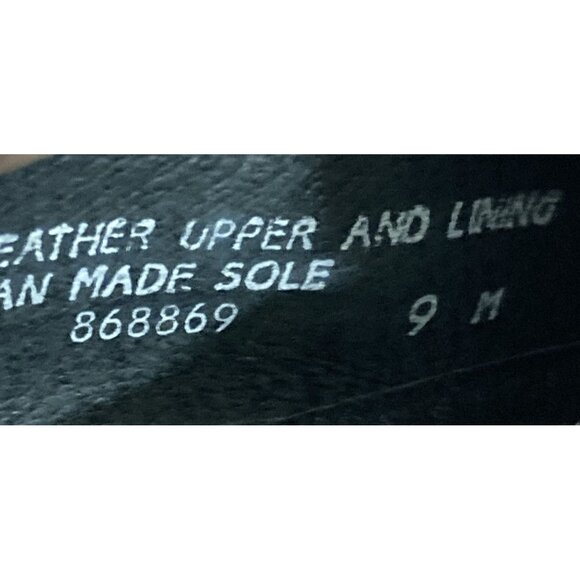 EATHER UPPER AND LINING
AN MADE SOLE
868869 9 M